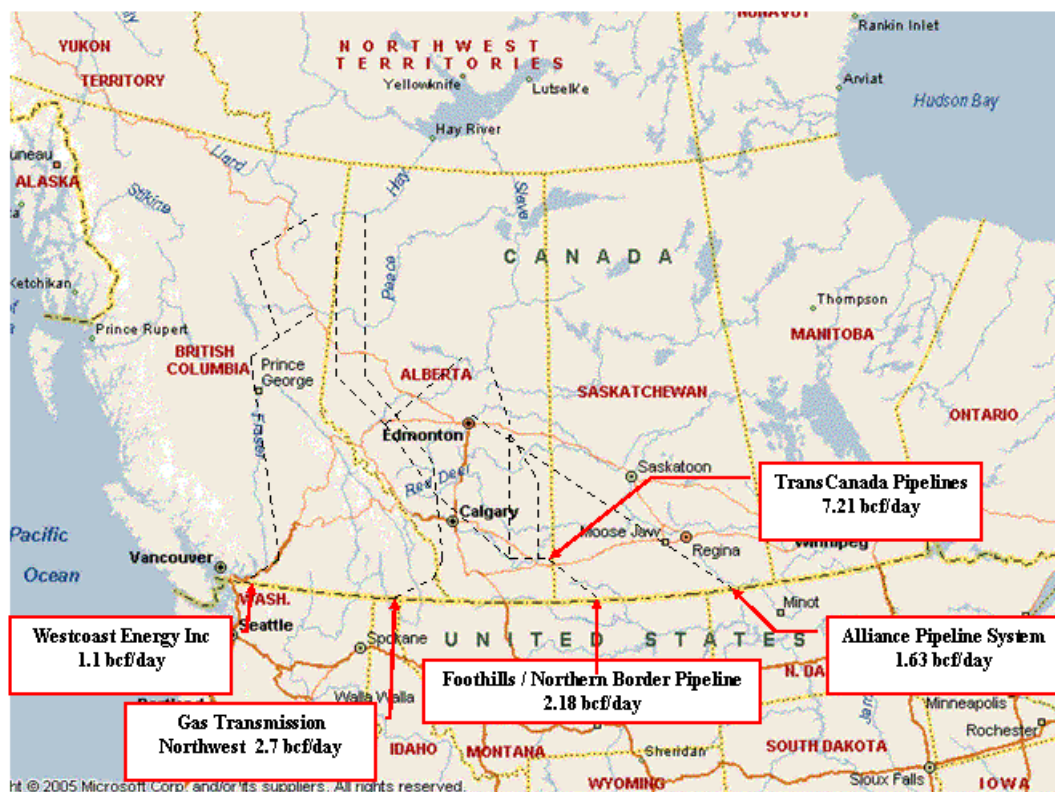 NUNAVUT
Rankin Inlet
YUKON
TERRITORY
NORTHWEST
TERRITORIES
Yellowknife
Lutselk'e
Arviat
Hudson Bay
Hay River
uneau
ALASKA
Liard
Stikine
Hay
Slave
CANADA
Peace
Ketchikan
Prince Rupert
Thompson
MANITOBA
BRITISH
COLUMBIA
Prince
George
ALBERTA
SASKATCHEWAN
ONTARIO
Fraser
Edmonton
Saskatoon
Red Deer
TransCanada Pipelines
7.21 bcf/day
Calgary
Moose Jaw
Regina
Winnipeg
Pacific
Ocean
Vancouver
WASH.
Minot
Westcoast Energy Inc
1.1 bcf/day
Seattle
Spokane
UNITED STATES
Alliance Pipeline System
1.63 bcf/day
Foothills / Northern Border Pipeline
2.18 bcf/day
N. DA
Walla Walla
Gas Transmission
Northwest 2.7 bcf/day
Minneapolis
Rochester
IDAHO
MONTANA
Sheridan
SOUTH DAKOTA
WYOMING
Sioux Falls
IOWA
ht © 2005 Microsoft Corp. and/or its suppliers. All rights reserved.